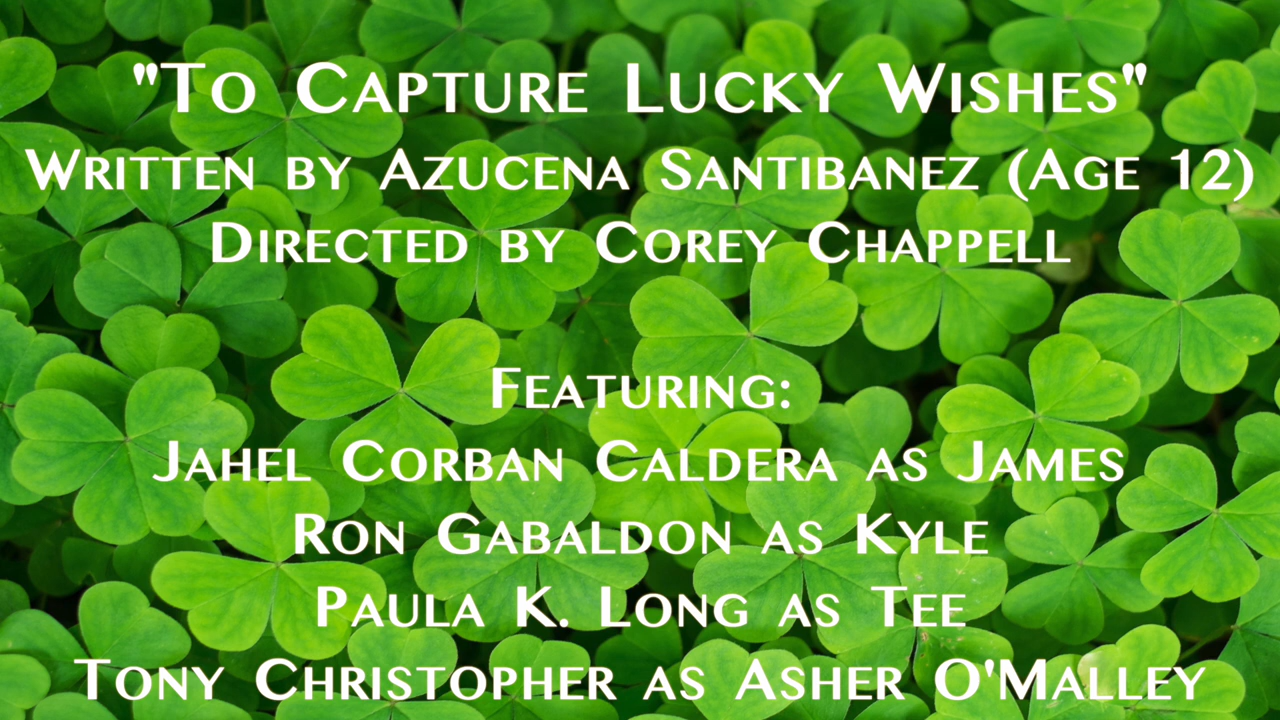 "To Capture Lucky Wishes"
Written by Azucena Santibanez (Age 12)
Directed by Corey Chappell
Featuring:
Jahel Corban Caldera as James
Ron Gabaldon as Kyle
Paula K. Long as Tee
Tony Christopher as Asher O'Malley